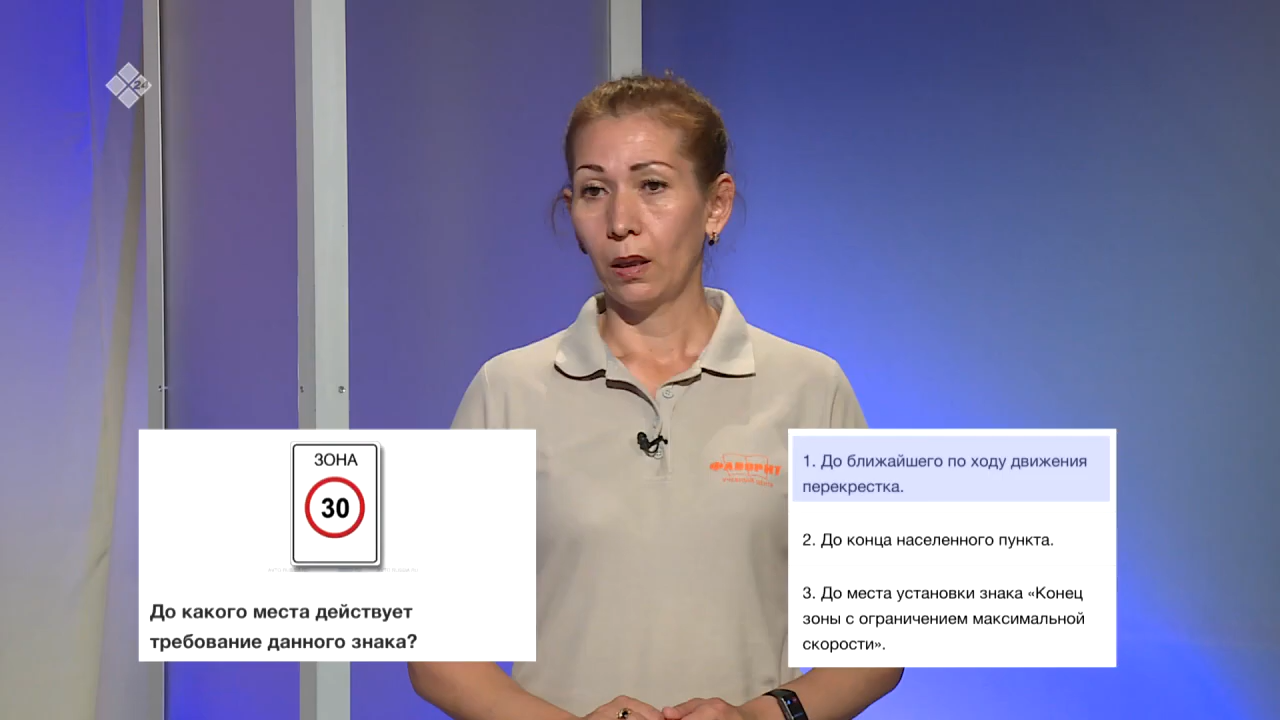 24
ЗОНА
30
До какого места действует
требование данного знака?
ФАВОРИТ
1. До ближайшего по ходу движения
перекрестка.
2. До конца населенного пункта.
3. До места установки знака «Конец
зоны с ограничением максимальной
скорости».